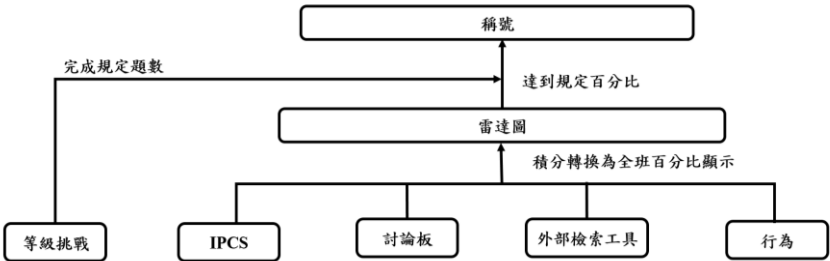 稱號
完成規定題數
達到規定百分比
雷達圖
積分轉換為全班百分比顯示
等級挑戰
IPCS
討論板
外部檢索工具
行為